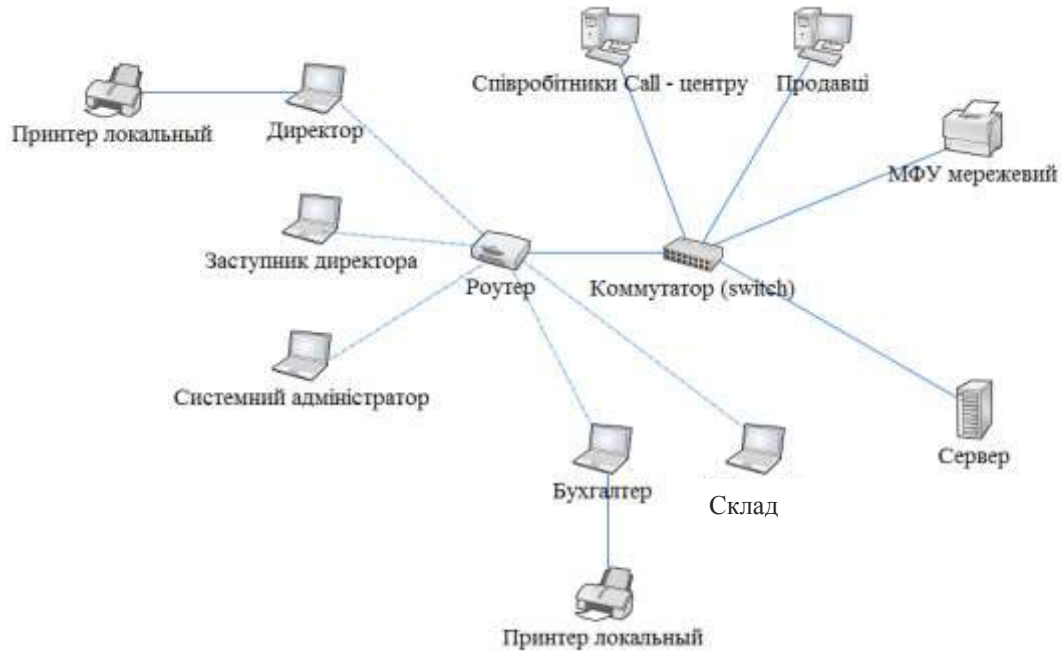 Співробітники Call - центру
Продавці
Принтер локальный
Директор
МФУ мережевий
Заступник директора
Роутер
Коммутатор (switch)
Системний адміністратор
Сервер
Бухгалтер
Склад
Принтер локальный